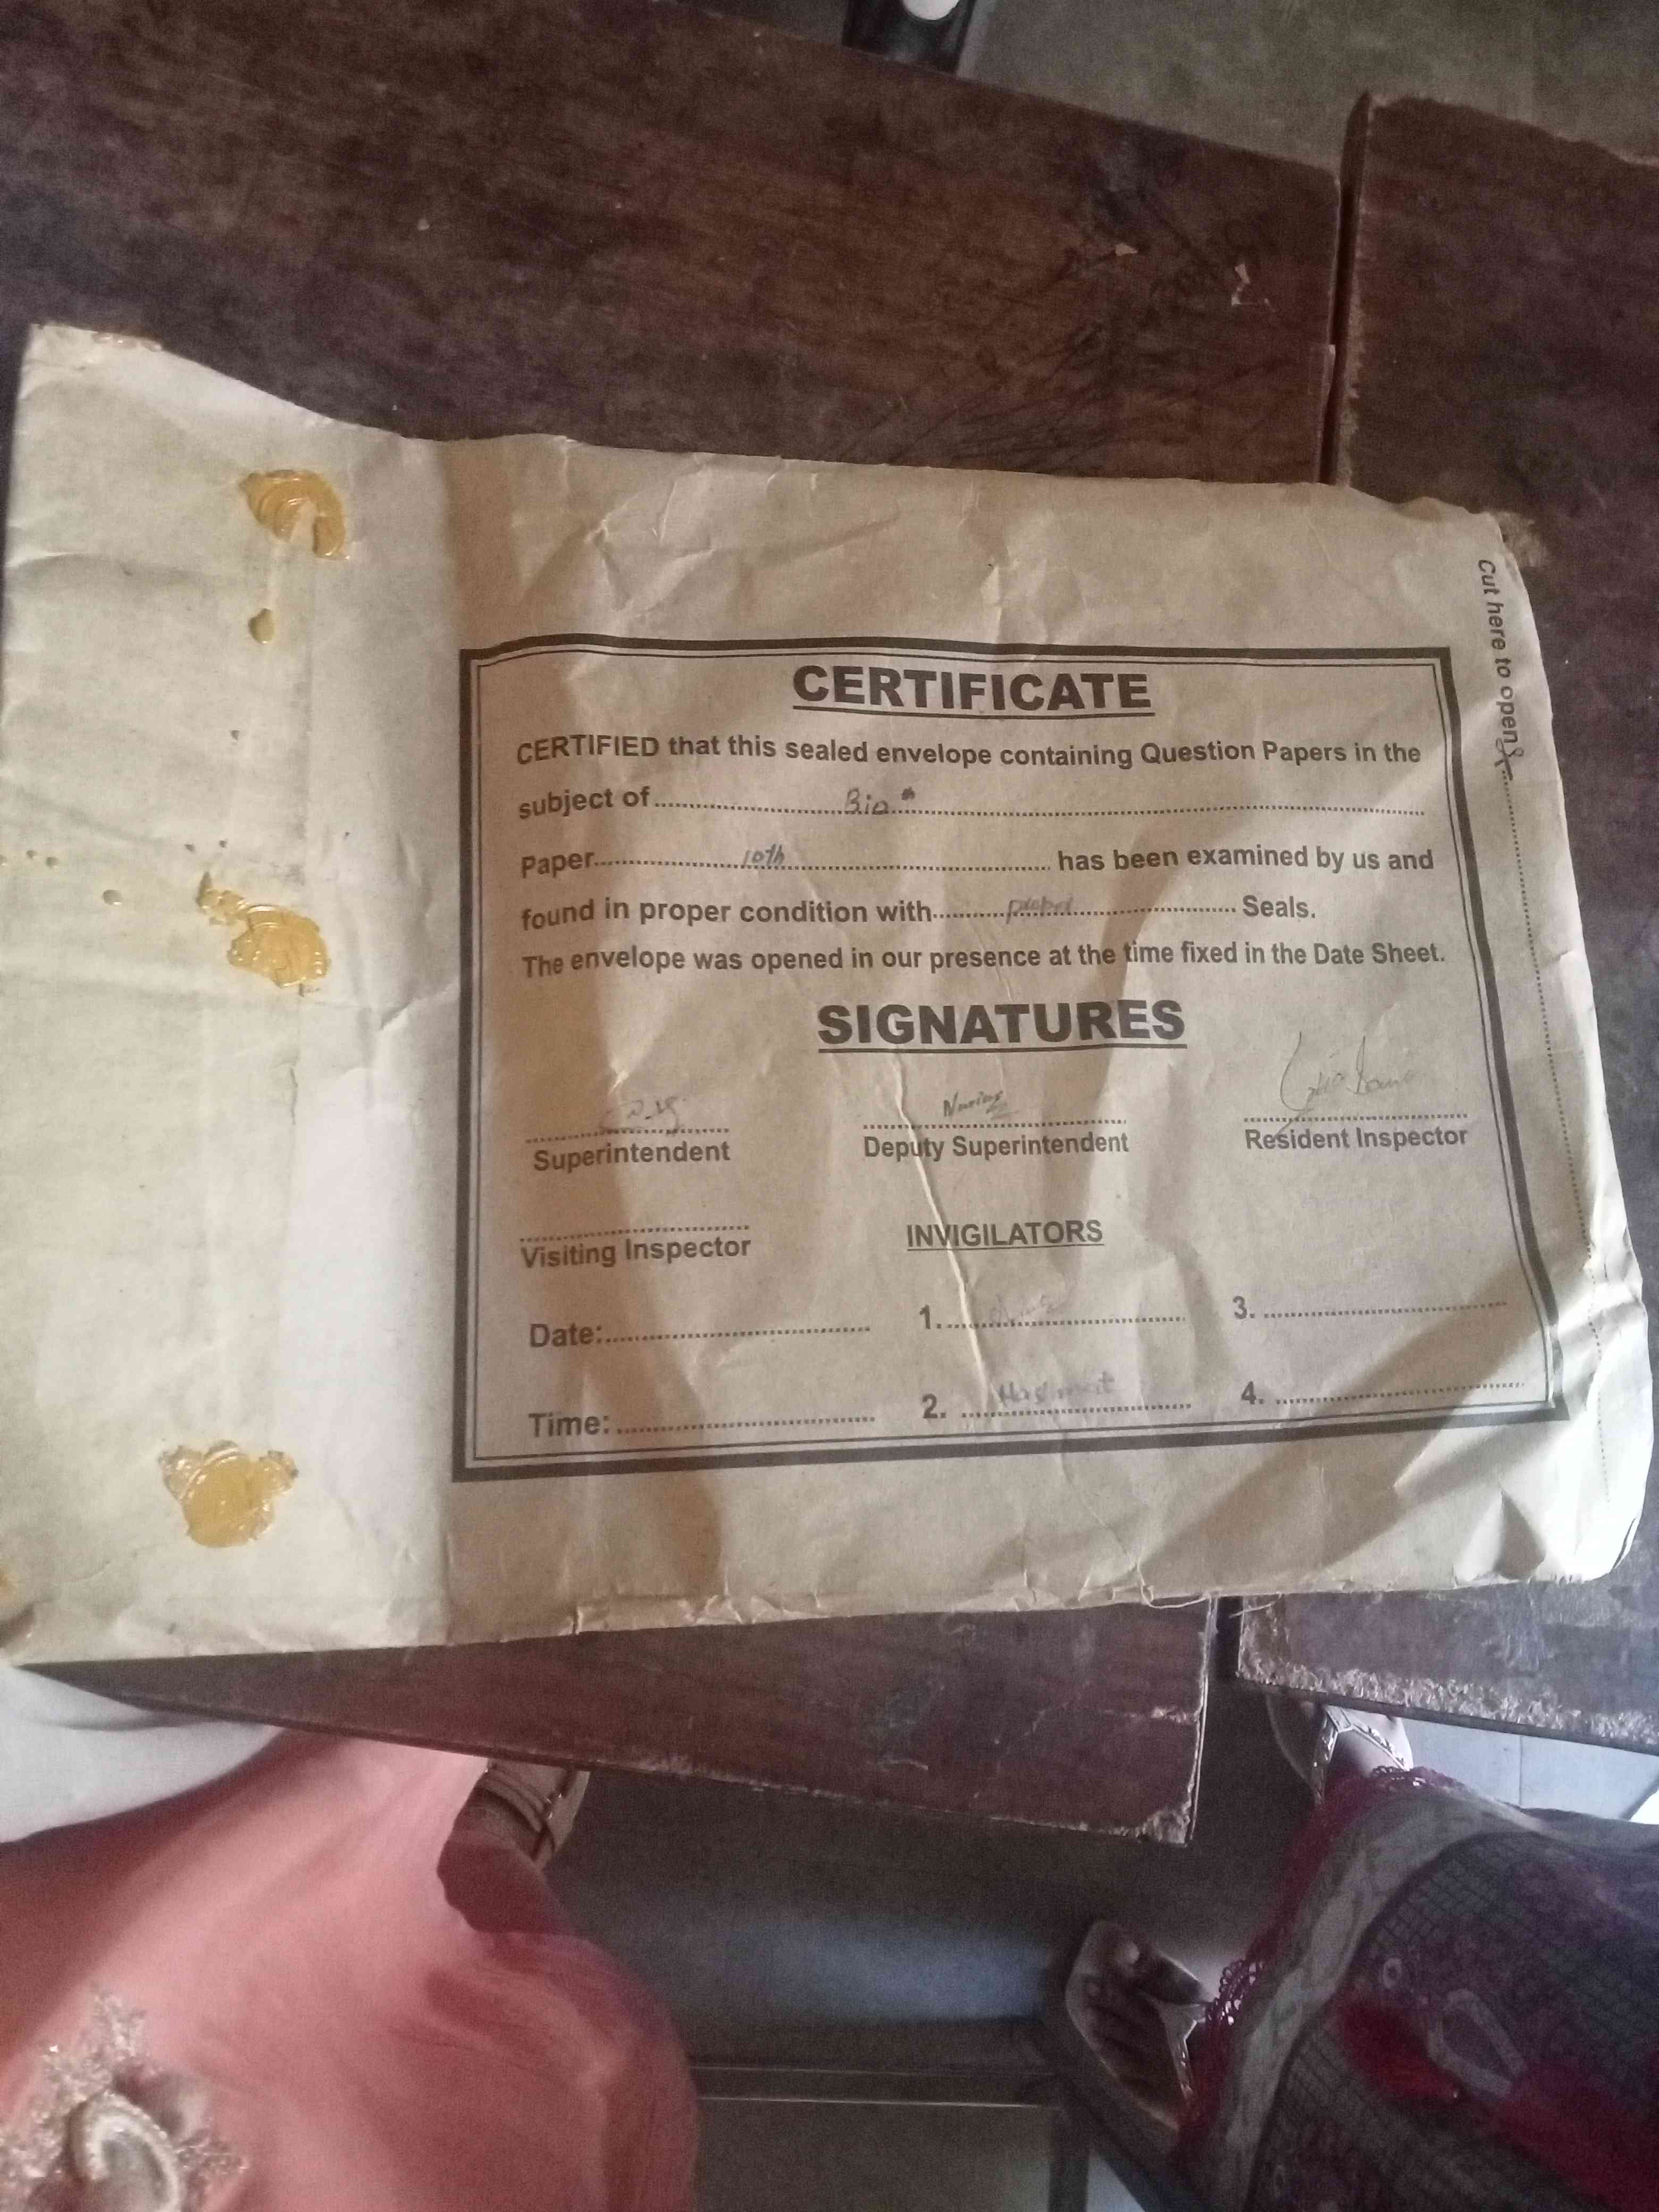 Cut here to open
CERTIFICATE
CERTIFIED that this sealed envelope containing Question Papers in the
subject of Bio
Paper 10th has been examined by us and
found in proper condition with Seals.
The envelope was opened in our presence at the time fixed in the Date Sheet.
SIGNATURES
Superintendent Deputy Superintendent Resident Inspector
Visiting Inspector INVIGILATORS
Date: 1. 3.
Time: 2. 4.